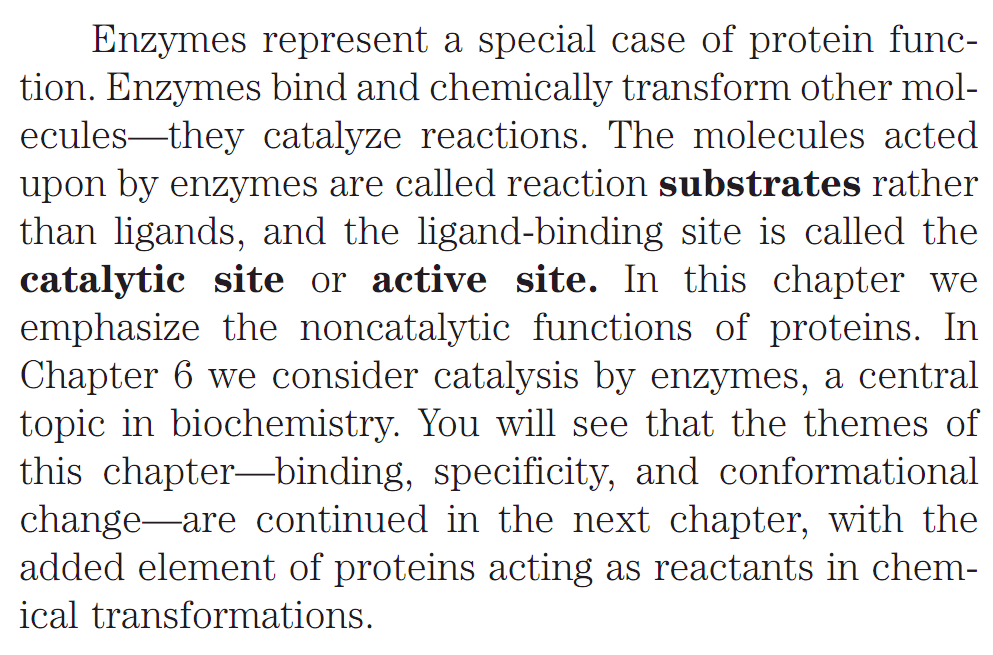 Enzymes represent a special case of protein func-
tion. Enzymes bind and chemically transform other mol-
ecules—they catalyze reactions. The molecules acted
upon by enzymes are called reaction substrates rather
than ligands, and the ligand-binding site is called the
catalytic site or active site. In this chapter we
emphasize the noncatalytic functions of proteins. In
Chapter 6 we consider catalysis by enzymes, a central
topic in biochemistry. You will see that the themes of
this chapter—binding, specificity, and conformational
change—are continued in the next chapter, with the
added element of proteins acting as reactants in chem-
ical transformations.